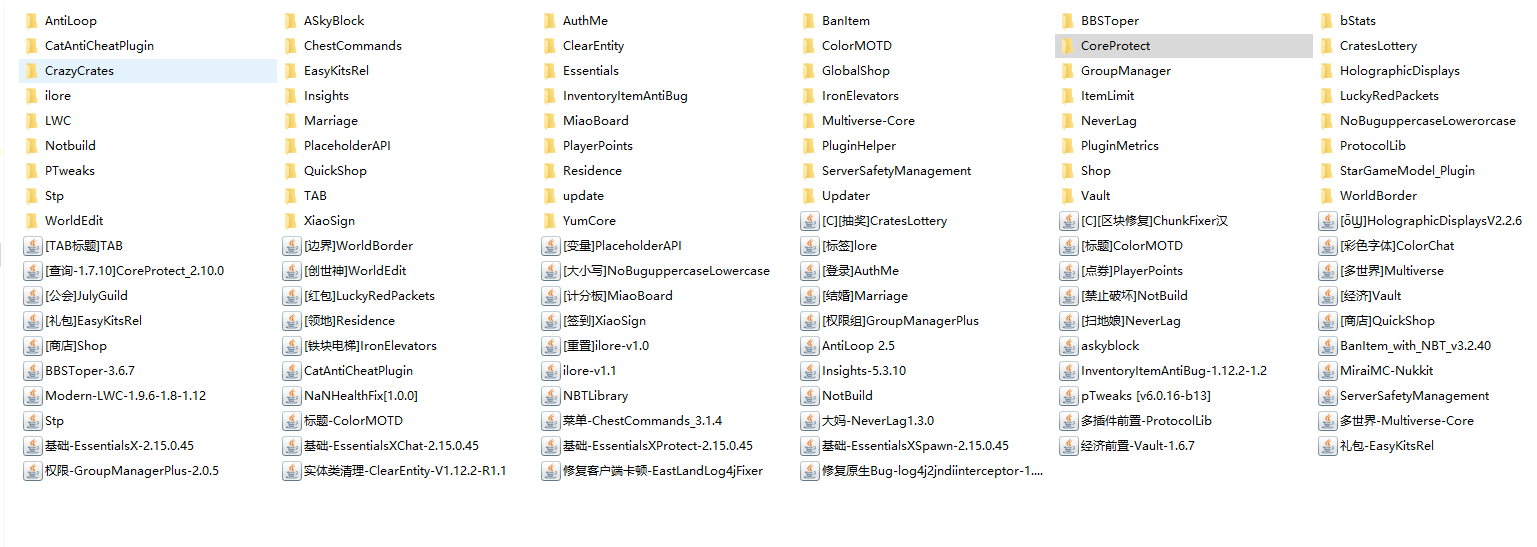 AntiLoop ASkyBlock AuthMe BanItem BBSToper bStats
CatAntiCheatPlugin ChestCommands ClearEntity ColorMOTD CoreProtect CratesLottery
CrazyCrates EasyKitsRel Essentials GlobalShop GroupManager HolographicDisplays
ilore Insights InventoryItemAntiBug IronElevators ItemLimit LuckyRedPackets
LWC Marriage MiaoBoard Multiverse-Core NeverLag NoBuguppercaseLowerorcase
Notbuild PlaceholderAPI PlayerPoints PluginHelper PluginMetrics ProtocolLib
PTweaks QuickShop Residence ServerSafetyManagement Shop StarGameModel_Plugin
Stp TAB update Updater Vault WorldBorder
WorldEdit XiaoSign YumCore [C][抽奖]CratesLottery [C][区块修复]ChunkFixer汉 [ȫϢ]HolographicDisplaysV2.2.6
[TAB标题]TAB [边界]WorldBorder [变量]PlaceholderAPI [标签]lore [标题]ColorMOTD [彩色字体]ColorChat
[查询-1.7.10]CoreProtect_2.10.0 [创世神]WorldEdit [大小写]NoBuguppercaseLowercase [登录]AuthMe [点券]PlayerPoints [多世界]Multiverse
[公会]JulyGuild [红包]LuckyRedPackets [计分板]MiaoBoard [结婚]Marriage [禁止破坏]NotBuild [经济]Vault
[礼包]EasyKitsRel [领地]Residence [签到]XiaoSign [权限组]GroupManagerPlus [扫地娘]NeverLag [商店]QuickShop
[商店]Shop [铁块电梯]IronElevators [重置]ilore-v1.0 AntiLoop 2.5 askyblock BanItem_with_NBT_v3.2.40
BBSToper-3.6.7 CatAntiCheatPlugin ilore-v1.1 Insights-5.3.10 InventoryItemAntiBug-1.12.2-1.2 MiraiMC-Nukkit
Modern-LWC-1.9.6-1.8-1.12 NaNHealthFix[1.0.0] NBTLibrary NotBuild pTweaks [v6.0.16-b13] ServerSafetyManagement
Stp 标题-ColorMOTD 菜单-ChestCommands_3.1.4 大妈-NeverLag1.3.0 多插件前置-ProtocolLib 多世界-Multiverse-Core
基础-EssentialsX-2.15.0.45 基础-EssentialsXChat-2.15.0.45 基础-EssentialsXProtect-2.15.0.45 基础-EssentialsXSpawn-2.15.0.45 经济前置-Vault-1.6.7 礼包-EasyKitsRel
权限-GroupManagerPlus-2.0.5 实体类清理-ClearEntity-V1.12.2-R1.1 修复客户端卡顿-EastLandLog4jFixer 修复原生Bug-log4j2jndiinterceptor-1....